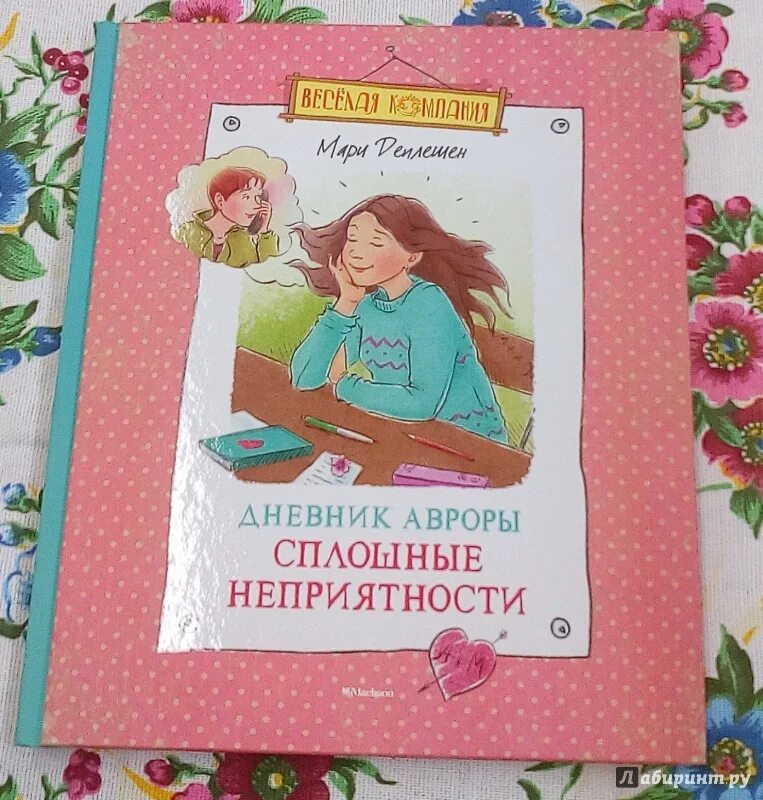 ВЕСЁЛАЯ КОМПАНИЯ
Мари Деплешен
ДНЕВНИК АВРОРЫ
СПЛОШНЫЕ
НЕПРИЯТНОСТИ
А+М
Machaon
Лабиринт.ру